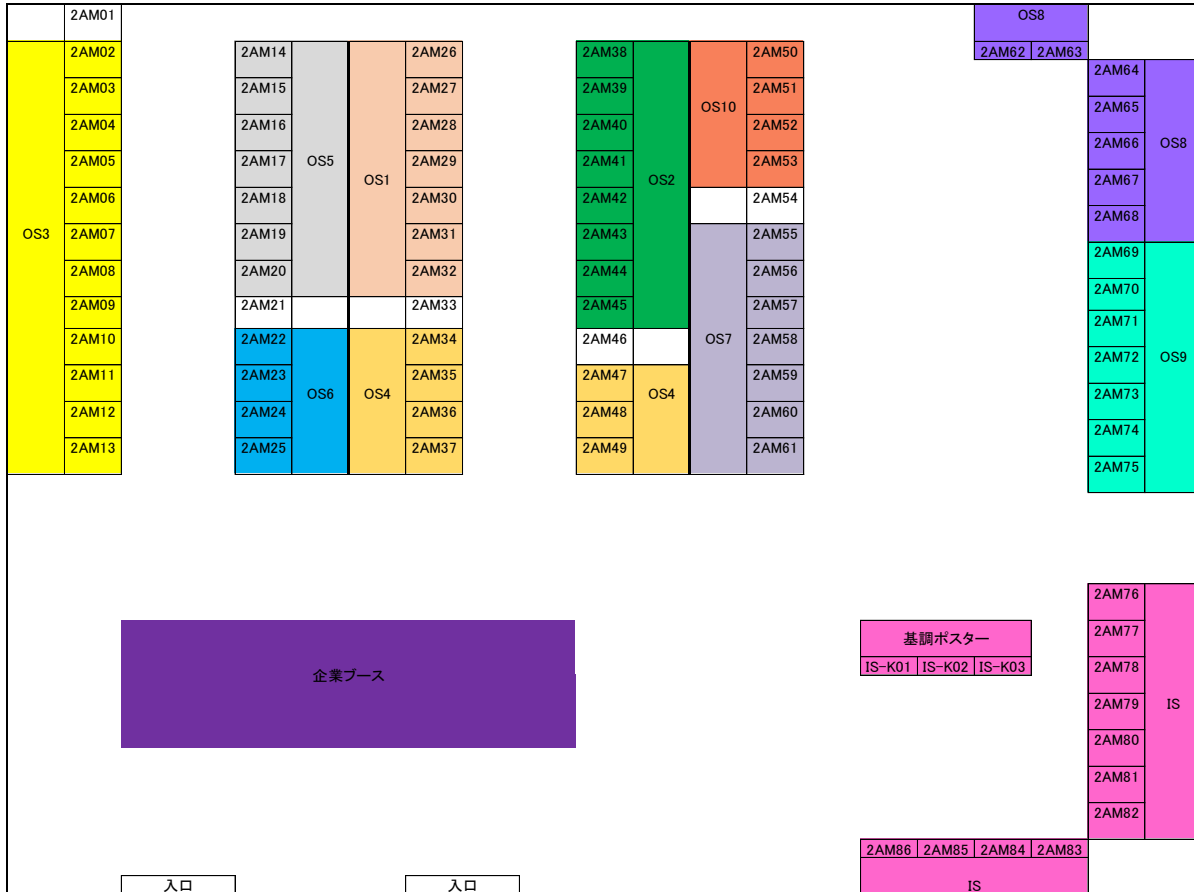 2AM01 OS8
2AM62 2AM63
2AM02 2AM14 2AM26 2AM38 2AM50
2AM64
2AM03 2AM15 2AM27 2AM39 2AM51
OS10 2AM65
2AM04 2AM16 2AM28 2AM40 2AM52
2AM66 OS8
2AM05 2AM17 OS5 2AM29 2AM41 2AM53
OS1 OS2 2AM67
2AM06 2AM18 2AM30 2AM42 2AM54
2AM68
OS3 2AM07 2AM19 2AM31 2AM43 2AM55
2AM69
2AM08 2AM20 2AM32 2AM44 2AM56
2AM70
2AM09 2AM21 2AM33 2AM45 2AM57
2AM71
2AM10 2AM22 2AM34 2AM46 OS7 2AM58
2AM72 OS9
2AM11 2AM23 2AM35 2AM47 2AM59
OS6 OS4 OS4 2AM73
2AM12 2AM24 2AM36 2AM48 2AM60
2AM74
2AM13 2AM25 2AM37 2AM49 2AM61
2AM75
2AM76
基調ポスター 2AM77
IS-K01 IS-K02 IS-K03 2AM78
企業ブース
2AM79 IS
2AM80
2AM81
2AM82
2AM86 2AM85 2AM84 2AM83
入口 入口 IS